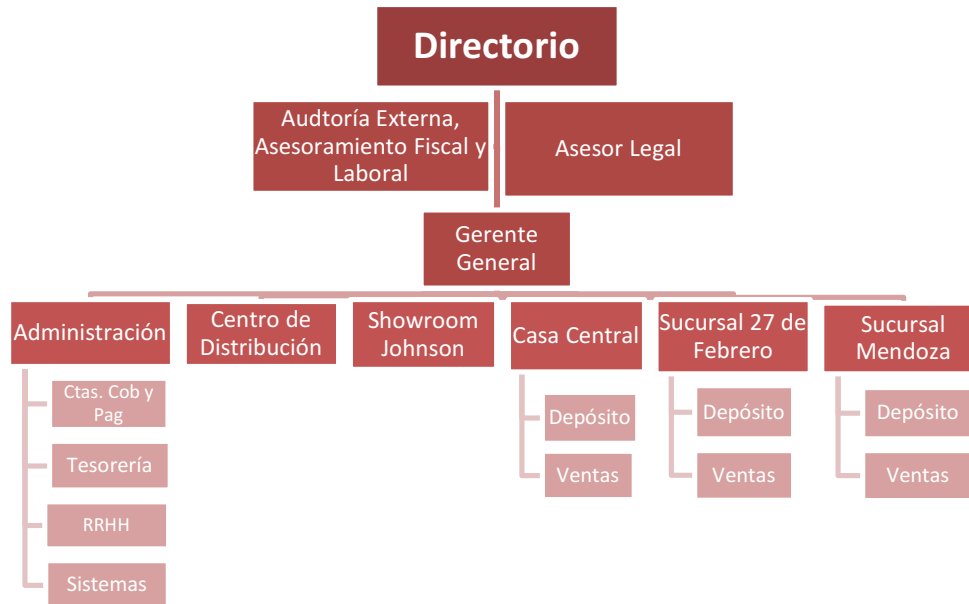 Directorio
Audtoría Externa,
Asesoramiento Fiscal y
Laboral
Asesor Legal
Gerente
General
Administración
Centro de
Distribución
Showroom
Johnson
Casa Central
Sucursal 27 de
Febrero
Sucursal
Mendoza
Ctas. Cob y
Pag
Tesorería
RRHH
Sistemas
Depósito
Ventas
Depósito
Ventas
Depósito
Ventas